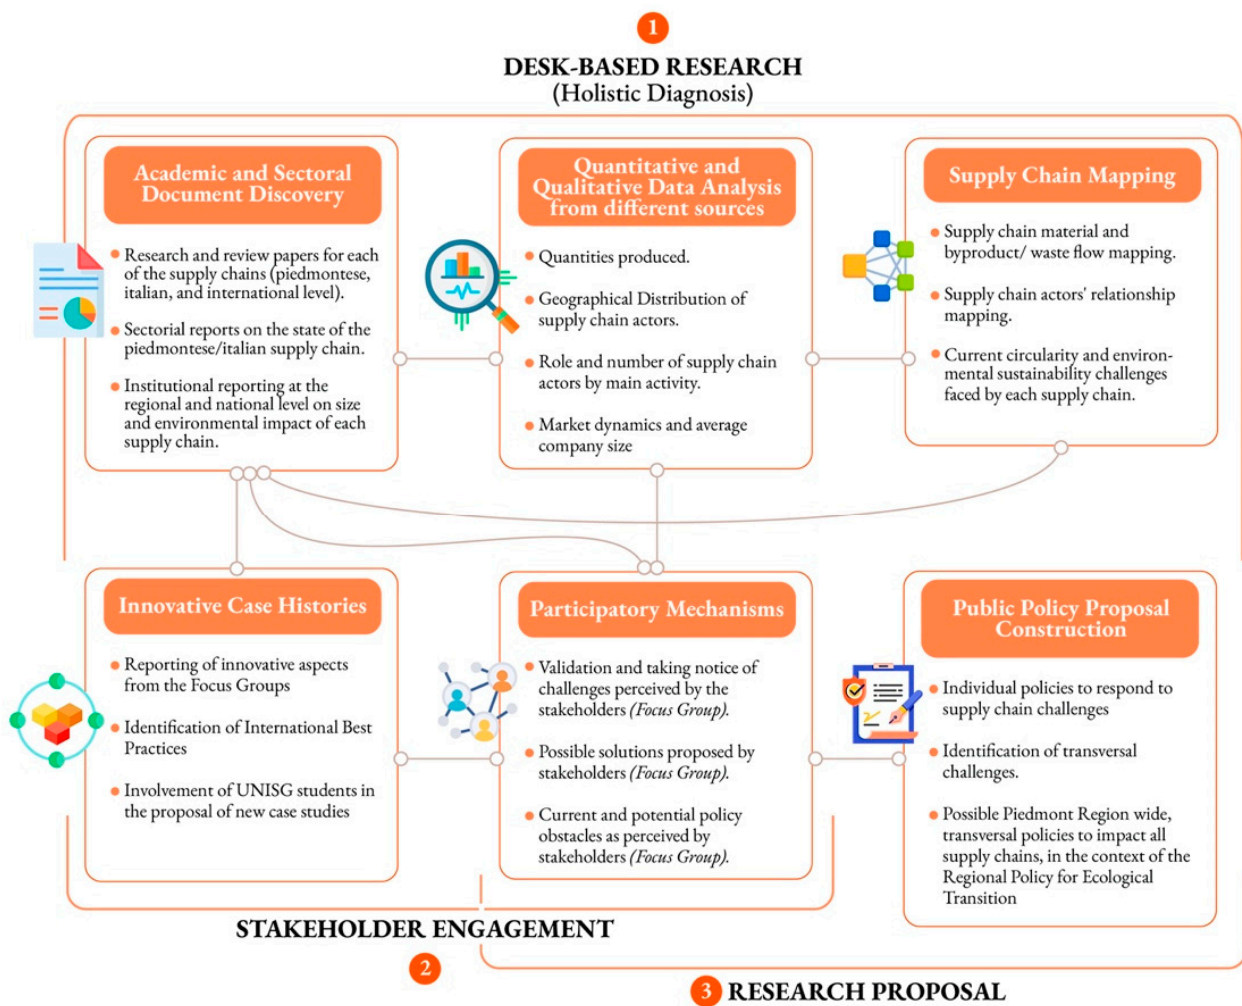 1
DESK-BASED RESEARCH
(Holistic Diagnosis)
Academic and Sectoral
Document Discovery
Research and review papers for each
of the supply chains (piedmontese,
italian, and international level).
Sectorial reports on the state of the
piedmontese/italian supply chain.
Institutional reporting at the
regional and national level on size
and environmental impact of each
supply chain.
Quantitative and
Qualitative Data Analysis
from different sources
Quantities produced.
Geographical Distribution of
supply chain actors.
Role and number of supply chain
actors by main activity.
Market dynamics and average
company size
Supply Chain Mapping
Supply chain material and
byproduct/ waste flow mapping.
Supply chain actors' relationship
mapping.
Current circularity and environ-
mental sustainability challenges
faced by each supply chain.
Innovative Case Histories
Reporting of innovative aspects
from the Focus Groups
Identification of International Best
Practices
Involvement of UNISG students in
the proposal of new case studies
Participatory Mechanisms
Validation and taking notice of
challenges perceived by the
stakeholders (Focus Group).
Possible solutions proposed by
stakeholders (Focus Group).
Current and potential policy
obstacles as perceived by
stakeholders (Focus Group).
Public Policy Proposal
Construction
Individual policies to respond to
supply chain challenges
Identification of transversal
challenges.
Possible Piedmont Region wide,
transversal policies to impact all
supply chains, in the context of the
Regional Policy for Ecological
Transition
STAKEHOLDER ENGAGEMENT
2
3 RESEARCH PROPOSAL